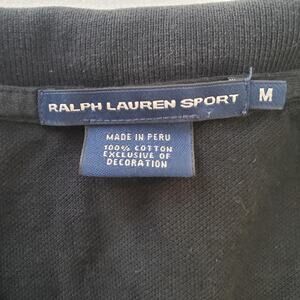 RALPH LAUREN SPORT
M
MADE IN PERU
100% COTTON
EXCLUSIVE OF
DECORATION